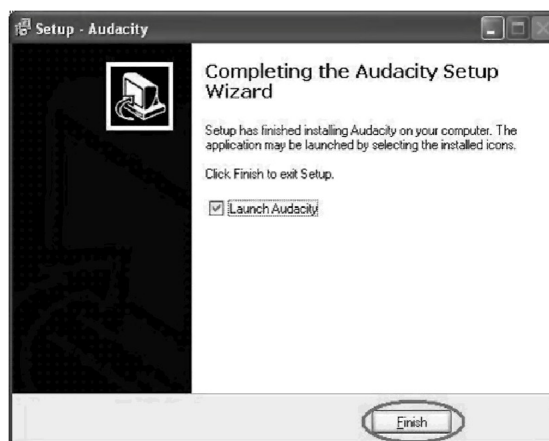 Setup - Audacity
Completing the Audacity Setup
Wizard
Setup has finished installing Audacity on your computer. The
application may be launched by selecting the installed icons.
Click Finish to exit Setup.
Launch Audacity
Finish